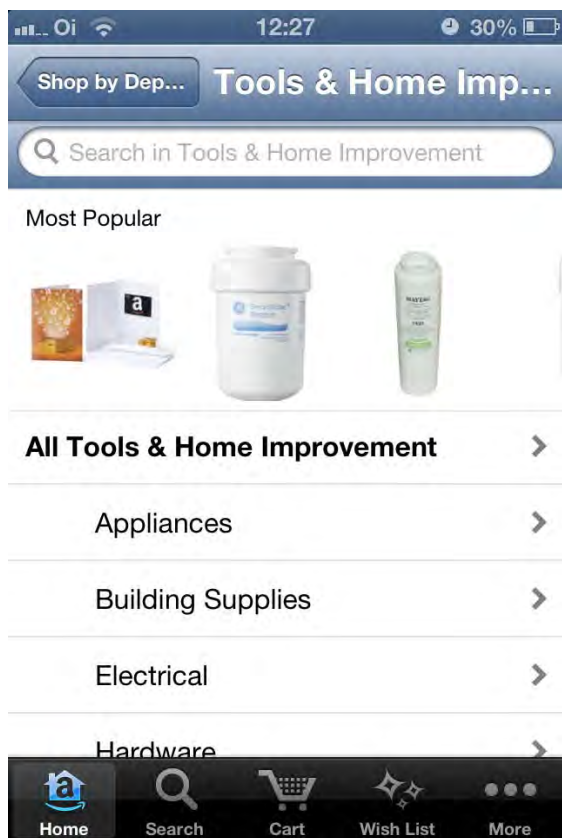 Oi 12:27 30%
Shop by Dep... Tools & Home Imp...
Search in Tools & Home Improvement
Most Popular
a
MAYTAG
All Tools & Home Improvement
Appliances
Building Supplies
Electrical
Hardware
a
Home Search Cart Wish List More